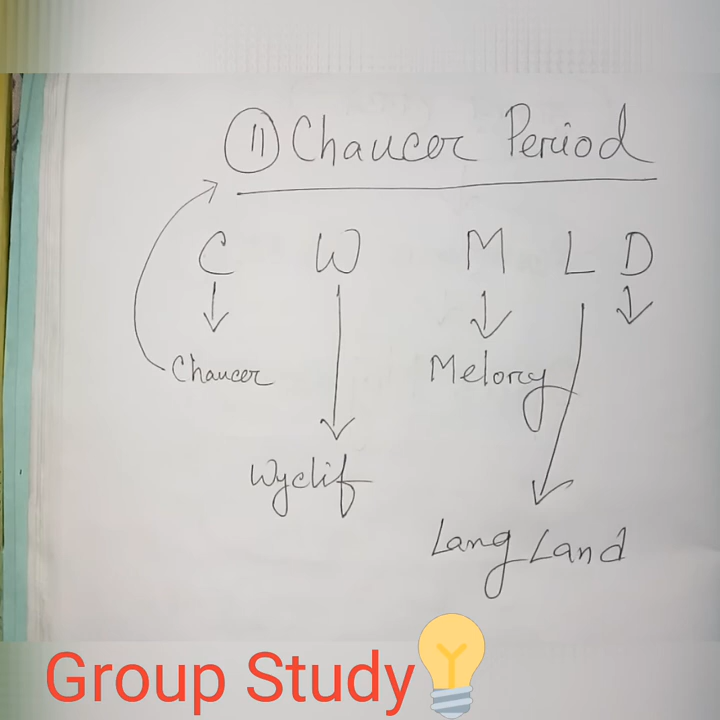 11 Chaucer Period
C W M L D
Chaucer Melory
Wyclif
Lang Land
Group Study